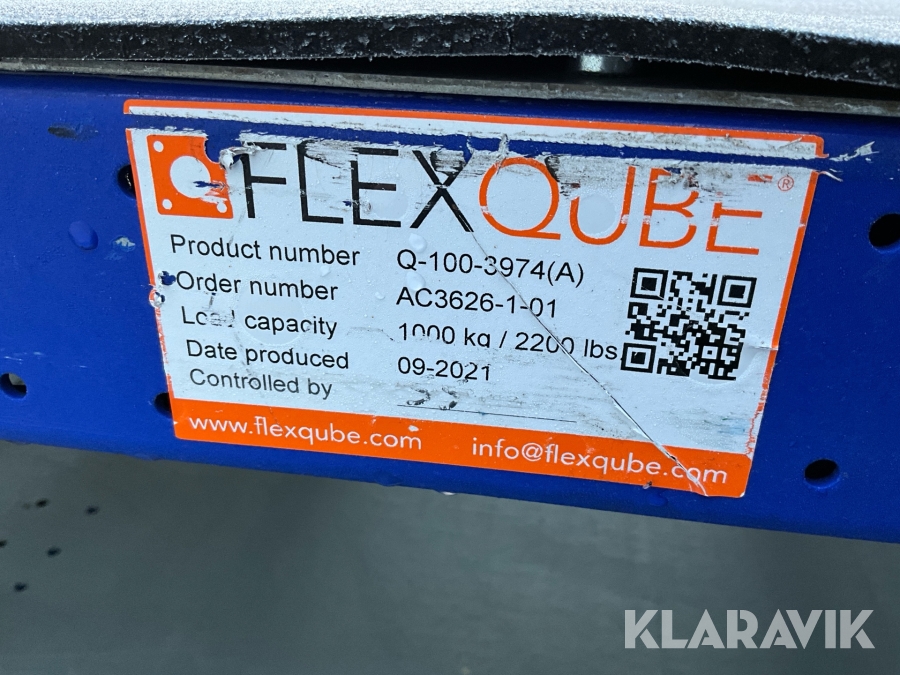 FLEXQUBE®
Product number Q-100-3974(A)
Order number AC3626-1-01
Load capacity 1000 kg / 2200 lbs
Date produced 09-2021
Controlled by
www.flexqube.com info@flexqube.com
KLARAVIK